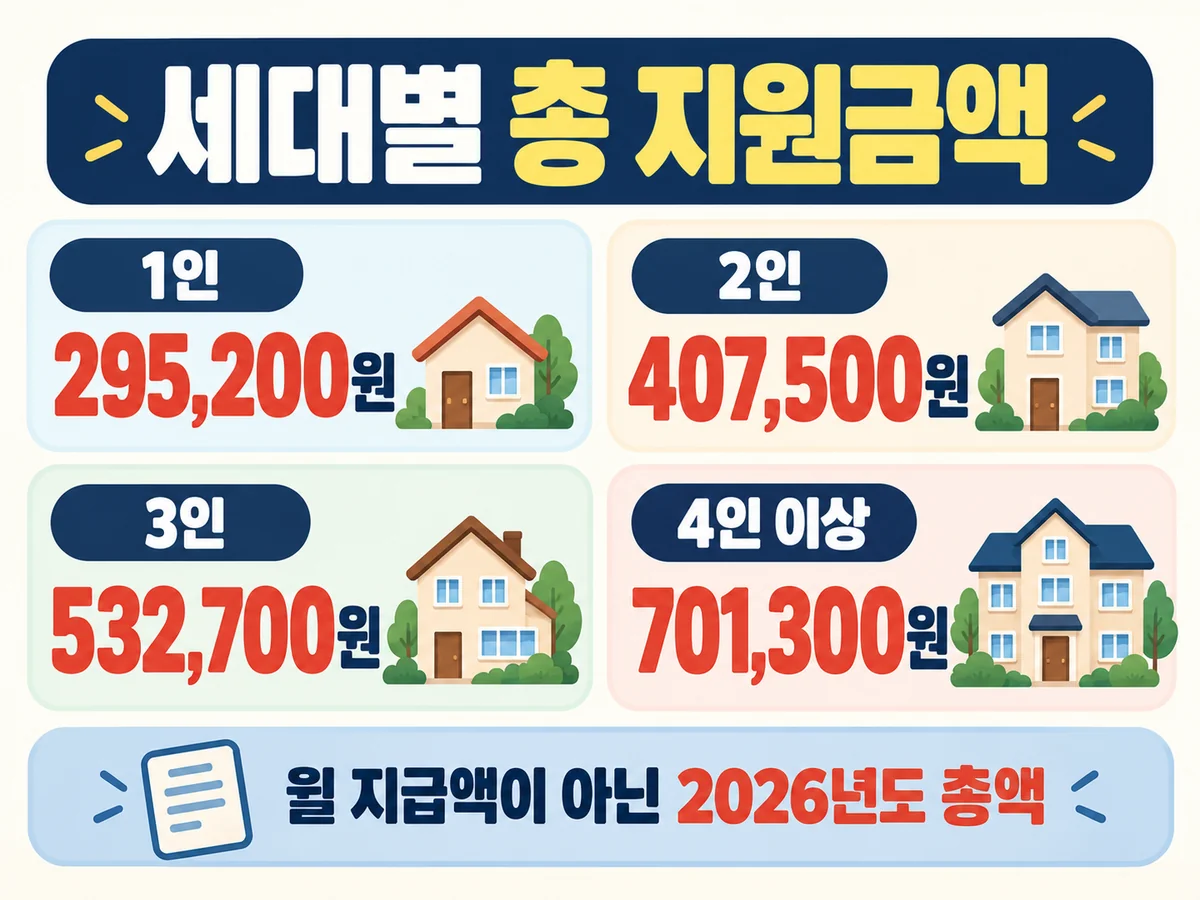 세대별 총 지원금액
1인
295,200원
2인
407,500원
3인
532,700원
4인 이상
701,300원
월 지급액이 아닌 2026년도 총액